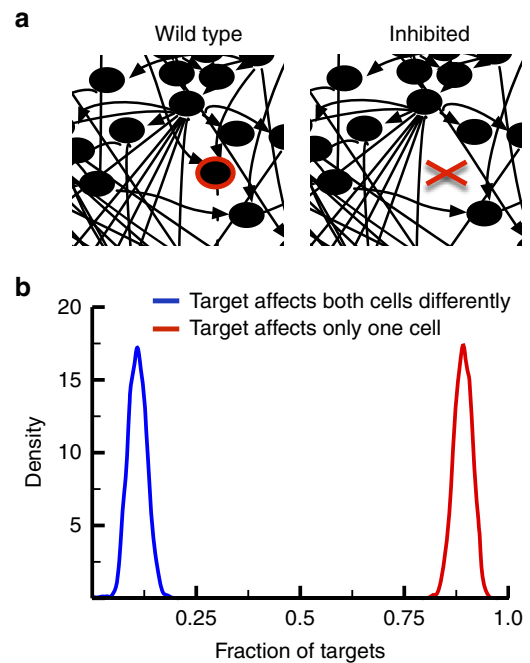 a
Wild type
Inhibited
b
Target affects both cells differently
Target affects only one cell
20
15
10
5
Density
0.25
0.5
0.75
1.0
Fraction of targets